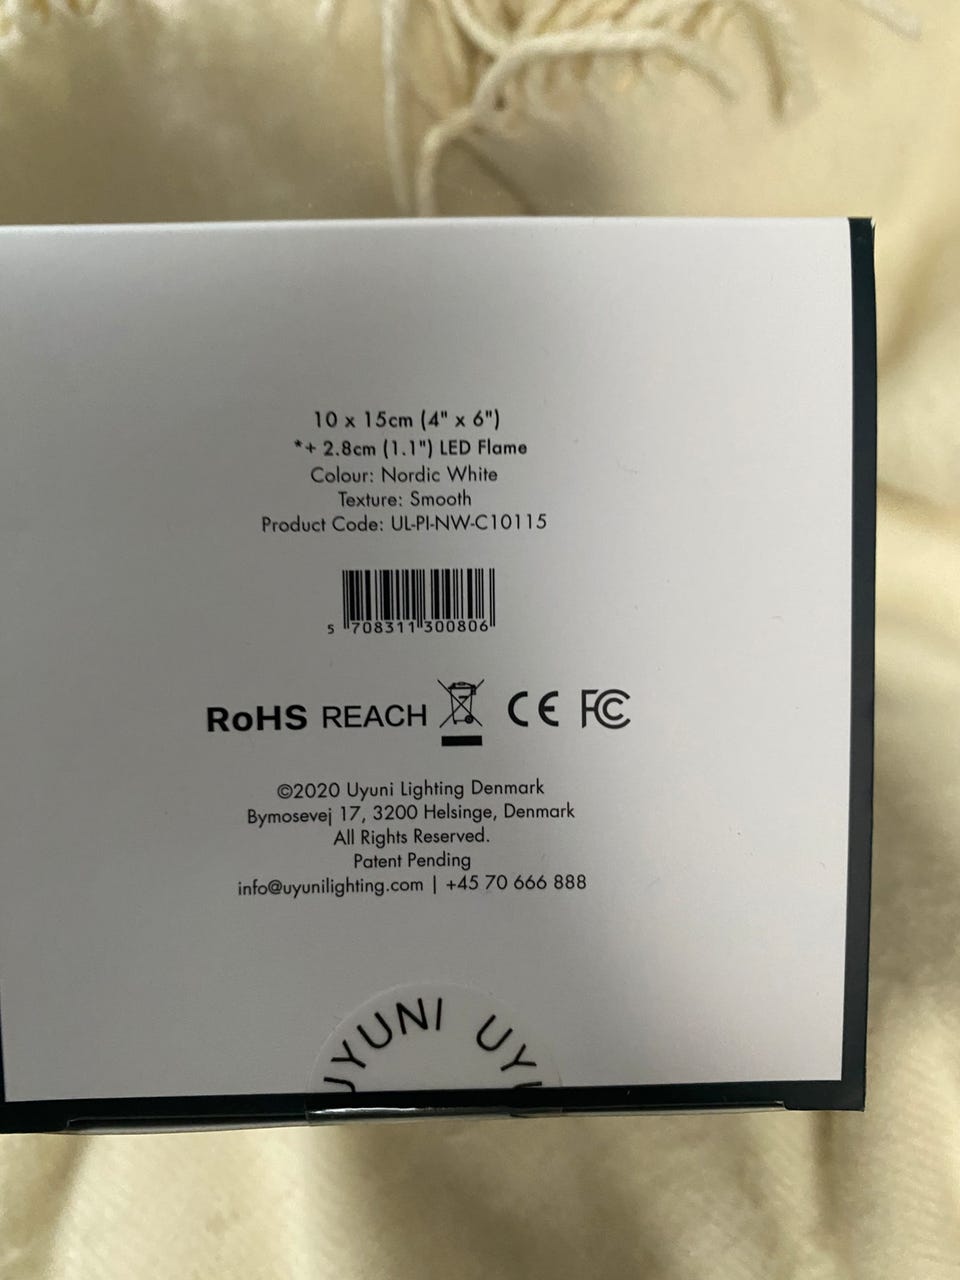 10 x 15cm (4" x 6")
*+ 2.8cm (1.1") LED Flame
Colour: Nordic White
Texture: Smooth
Product Code: UL-PI-NW-C10115
5 708311 300806
RoHS REACH CE FC
©2020 Uyuni Lighting Denmark
Bymosevej 17, 3200 Helsinge, Denmark
All Rights Reserved.
Patent Pending
info@uyunilighting.com | +45 70 666 888
UYUNI UY